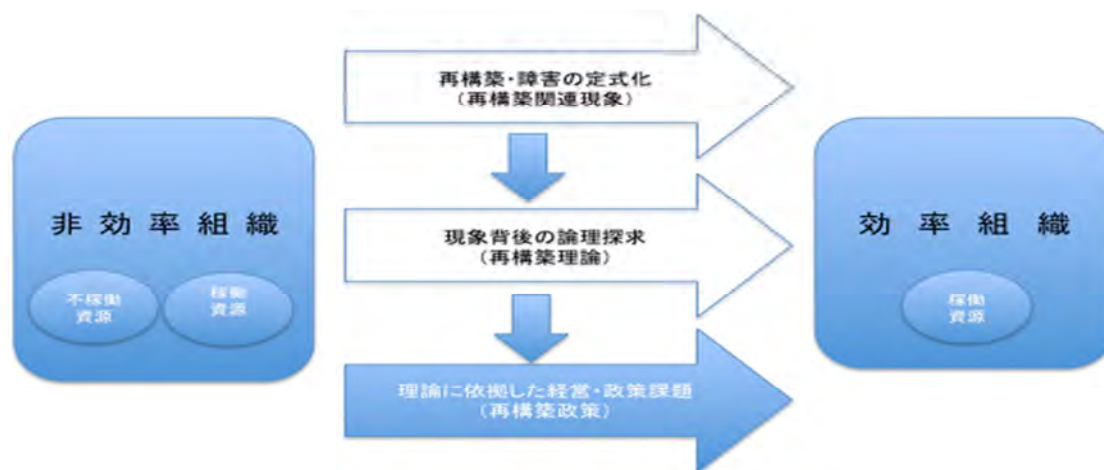 再構築・障害の定式化
(再構築関連現象)
非効率組織
不稼働
資源
稼働
資源
現象背後の論理探求
(再構築理論)
効率組織
稼働
資源
理論に依拠した経営・政策課題
(再構築政策)